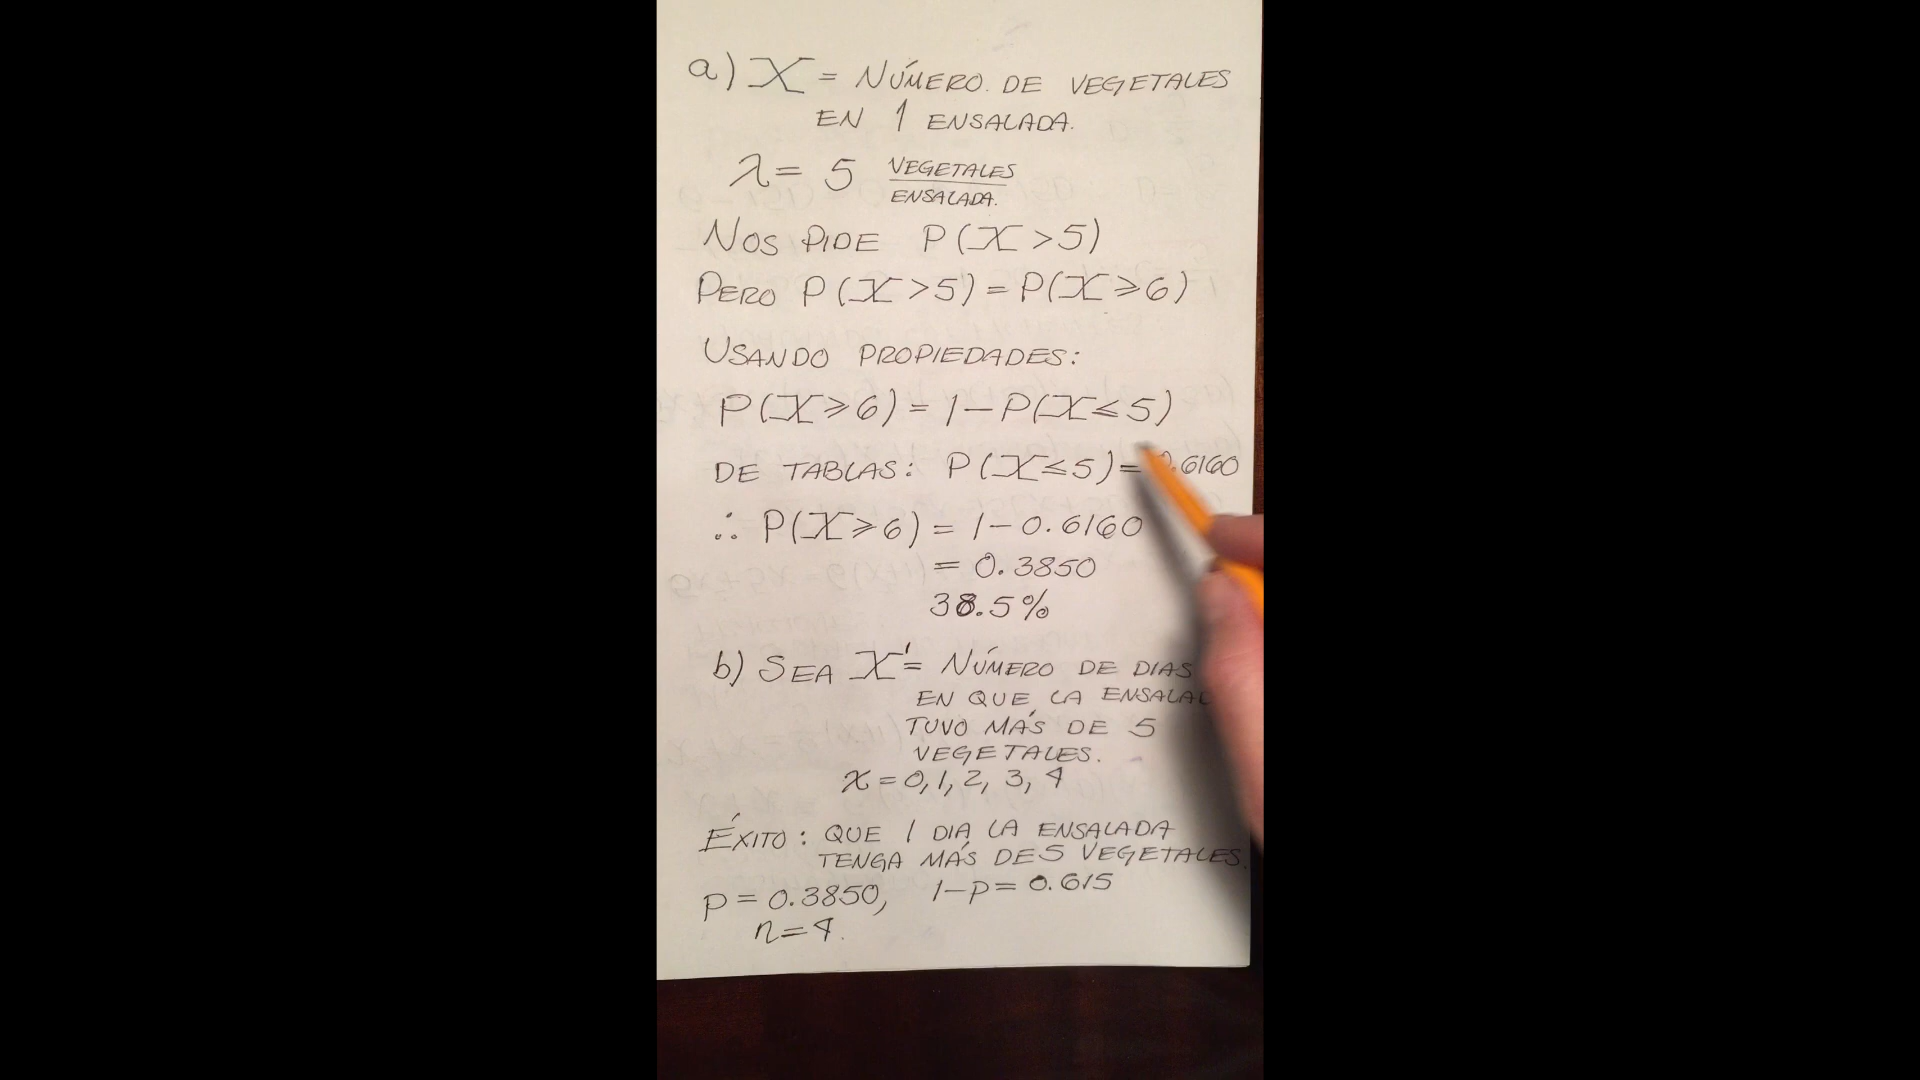 a) X = NÚMERO. DE VEGETALES
EN 1 ENSALADA.
λ = 5 VEGETALES
ENSALADA.
NOS PIDE P(X>5)
PERO P(X>5) = P(X≥6)
USANDO PROPIEDADES:
P(X≥6) = 1-P(X≤5)
DE TABLAS: P(X≤5) = .6160
∴ P(X≥6) = 1-0.6160
= 0.3850
38.5%
b) SEA X' = NÚMERO DE DIAS
EN QUE LA
TUVO MÁS DE 5
VEGETALES.
x = 0, 1, 2, 3, 4
ÉXITO: QUE 1 DIA LA ENSALADA
TENGA MÁS DE 5 VEGETALES.
p = 0.3850, 1-p = 0.615
n = 4.